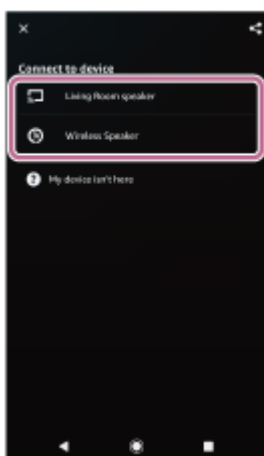 Connect to device
Living Room speaker
Wireless Speaker
My device isn't here